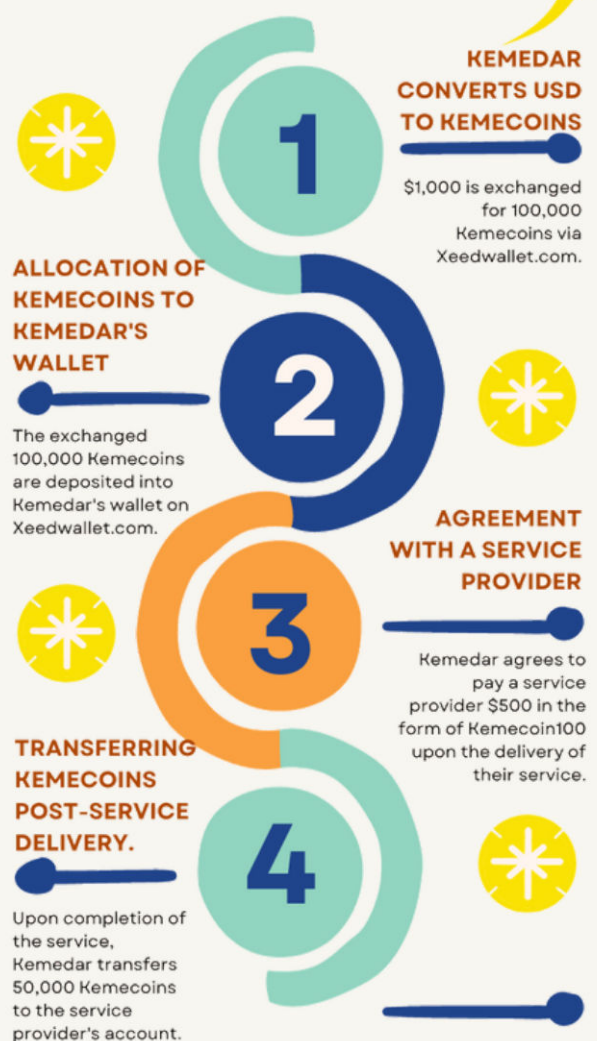 1
KEMEDAR
CONVERTS USD
TO KEMECOINS
$1,000 is exchanged
for 100,000
Kemecoins via
Xeedwallet.com.
ALLOCATION OF
KEMECOINS TO
KEMEDAR'S
WALLET
2
The exchanged
100,000 Kemecoins
are deposited into
Kemedar's wallet on
Xeedwallet.com.
AGREEMENT
WITH A SERVICE
PROVIDER
3
Kemedar agrees to
pay a service
provider $500 in the
form of Kemecoin100
upon the delivery of
their service.
TRANSFERRING
KEMECOINS
POST-SERVICE
DELIVERY.
4
Upon completion of
the service,
Kemedar transfers
50,000 Kemecoins
to the service
provider's account.